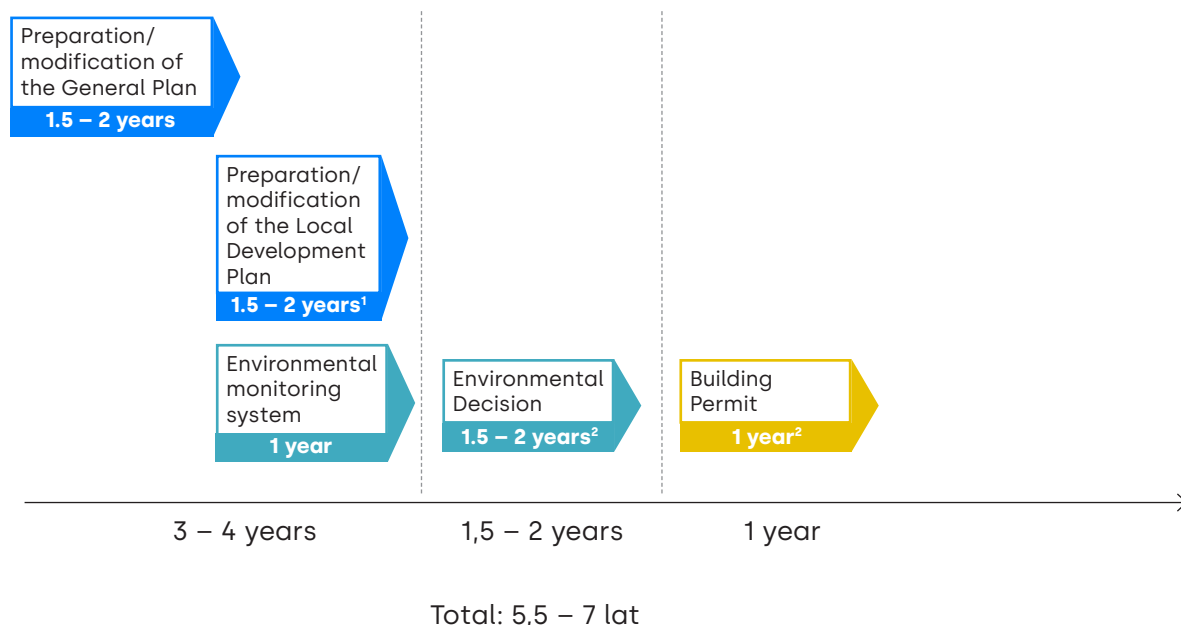 Preparation/
modification of
the General Plan
1.5 – 2 years
Preparation/
modification
of the Local
Development
Plan
1.5 – 2 years¹
Environmental
monitoring
system
1 year
Environmental
Decision
1.5 – 2 years²
Building
Permit
1 year²
3 – 4 years
1,5 – 2 years
1 year
Total: 5,5 – 7 lat